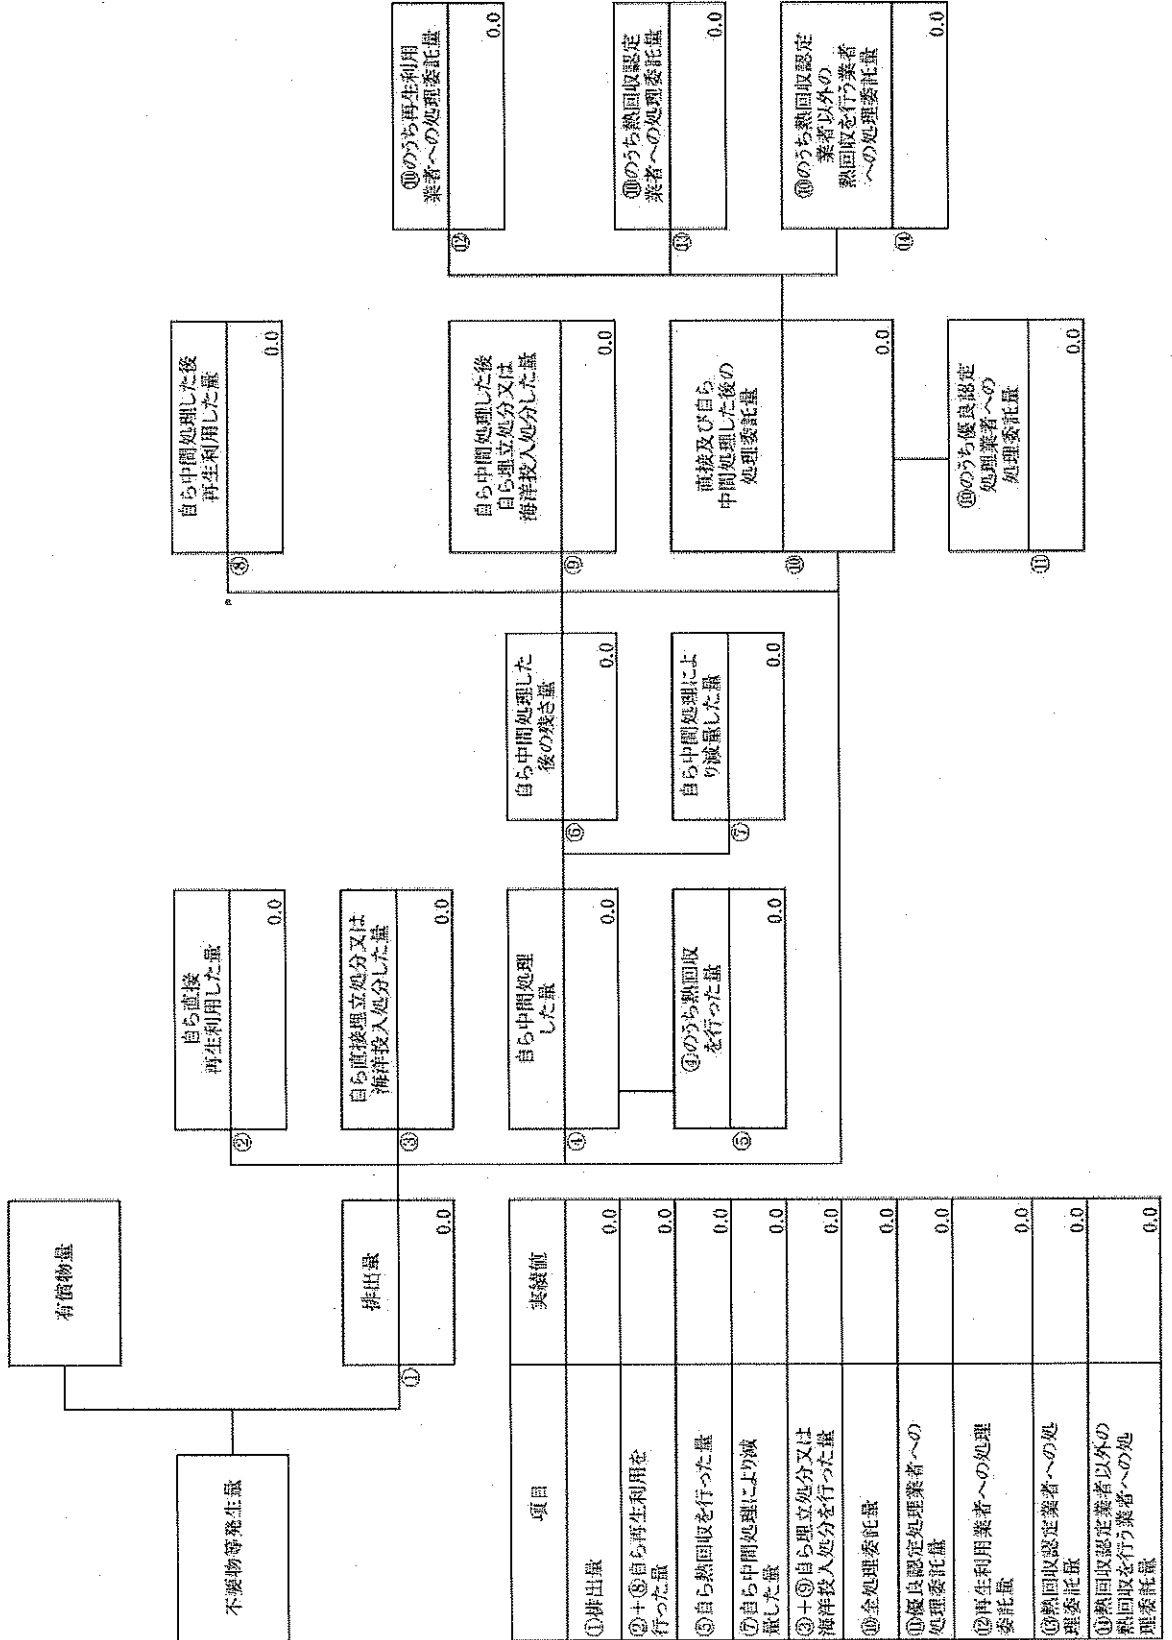 不要物等発生量
有償物量
①
排出量
0.0
②
自ら直接
再生利用した量
0.0
③
自ら直接埋立処分又は
海洋投入処分した量
0.0
④
自ら中間処理
した量
0.0
⑤
④のうち熱回収
を行った量
0.0
⑥
自ら中間処理した
後の残さ量
0.0
⑦
自ら中間処理によ
り減量した量
0.0
⑧
自ら中間処理した後
再生利用した量
0.0
⑨
自ら中間処理した後
自ら埋立処分又は
海洋投入処分した量
0.0
⑩
直接及び自ら
中間処理した後の
処理委託量
0.0
⑪
⑩のうち優良認定
処理業者への
処理委託量
0.0
⑫
⑩のうち再生利用
業者への処理委託量
0.0
⑬
⑩のうち熱回収認定
業者への処理委託量
0.0
⑭
⑩のうち熱回収認定
業者以外の
熱回収を行う業者
への処理委託量
0.0
項目 実績値
①排出量 0.0
②+⑧自ら再生利用を
行った量 0.0
⑤自ら熱回収を行った量 0.0
⑦自ら中間処理により減
量した量 0.0
③+⑨自ら埋立処分又は
海洋投入処分を行った量 0.0
⑩全処理委託量 0.0
⑪優良認定処理業者への
処理委託量 0.0
⑫再生利用業者への処理
委託量 0.0
⑬熱回収認定業者への処
理委託量 0.0
⑭熱回収認定業者以外の
熱回収を行う業者への処
理委託量 0.0